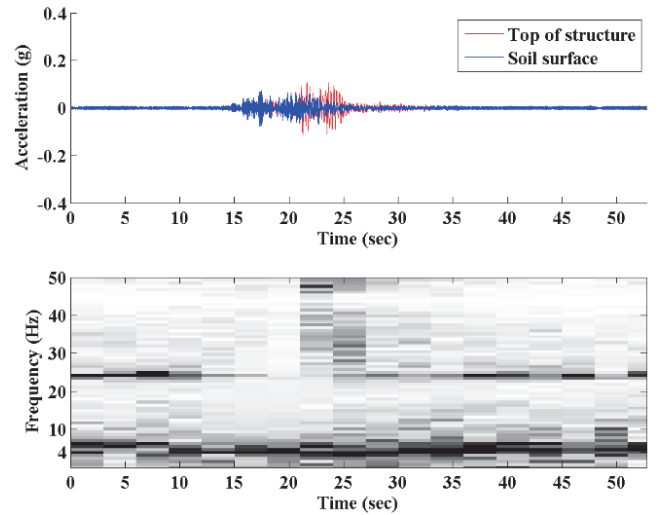 0.4
0.2
0
-0.2
-0.4
Acceleration (g)
Top of structure
Soil surface
0 5 10 15 20 25 30 35 40 45 50
Time (sec)
50
40
30
20
10
4
Frequency (Hz)
0 5 10 15 20 25 30 35 40 45 50
Time (sec)